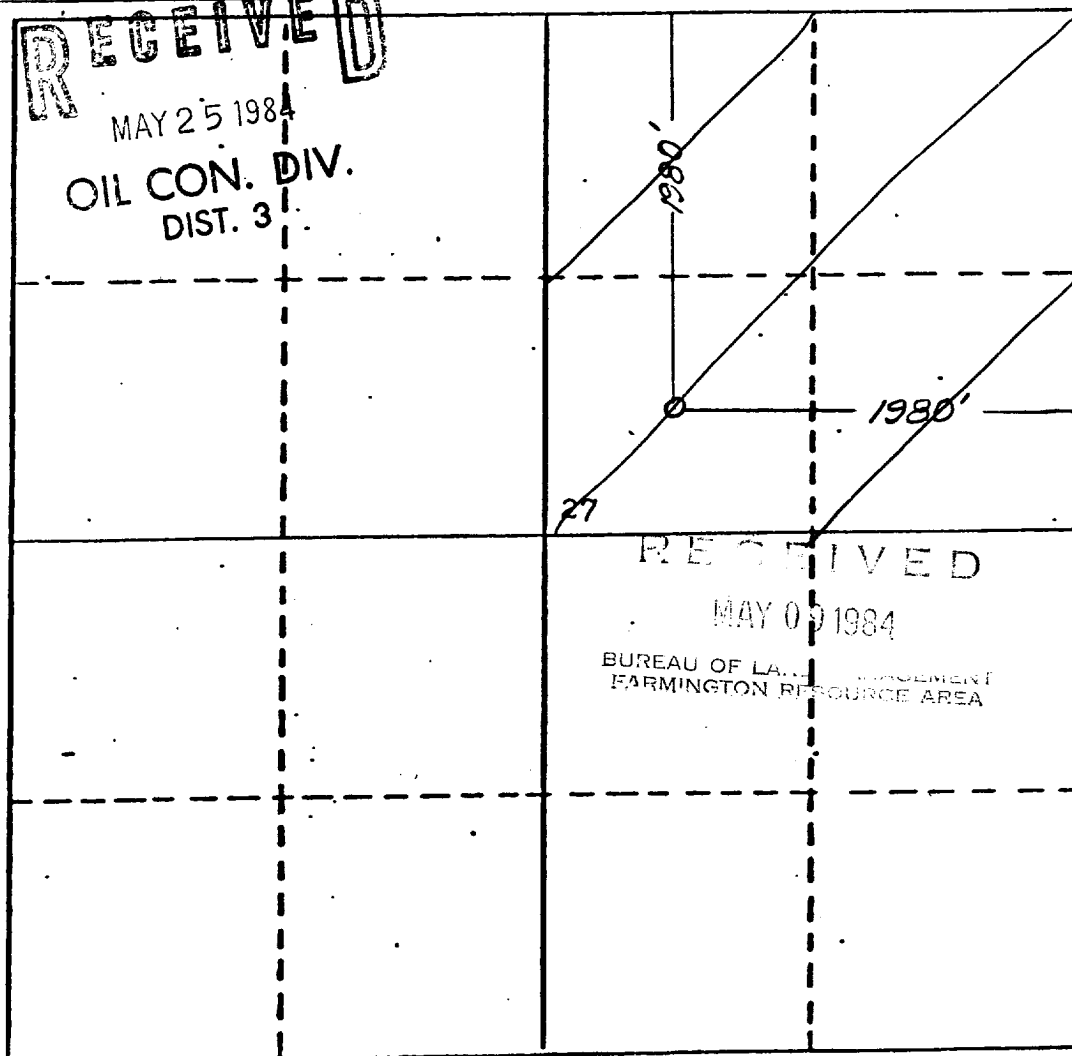 RECEIVED
MAY 25 1984
OIL CON. DIV.
DIST. 3
1980'
1980'
27
RECEIVED
MAY 09 1984
BUREAU OF MANAGEMENT
FARMINGTON RESOURCE AREA